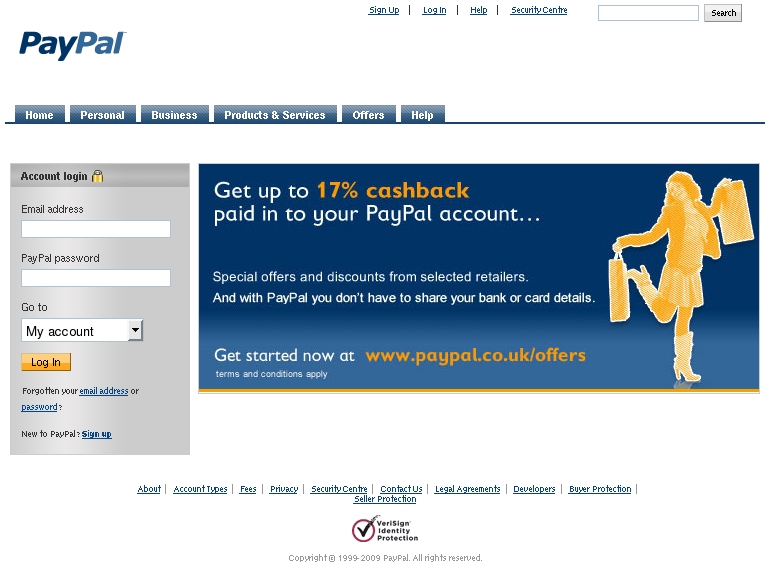 Sign Up | Log In | Help | Security Centre
Search
PayPal
Home Personal Business Products & Services Offers Help
Account login
Email address
PayPal password
Go to
My account
Log In
Forgotten your email address or
password?
New to PayPal? Sign up
Get up to 17% cashback
paid in to your PayPal account...
Special offers and discounts from selected retailers.
And with PayPal you don't have to share your bank or card details.
Get started now at www.paypal.co.uk/offers
terms and conditions apply
About | Account Types | Fees | Privacy | Security Centre | Contact Us | Legal Agreements | Developers | Buyer Protection |
Seller Protection
VeriSign
Identity
Protection
Copyright © 1999-2009 PayPal. All rights reserved.